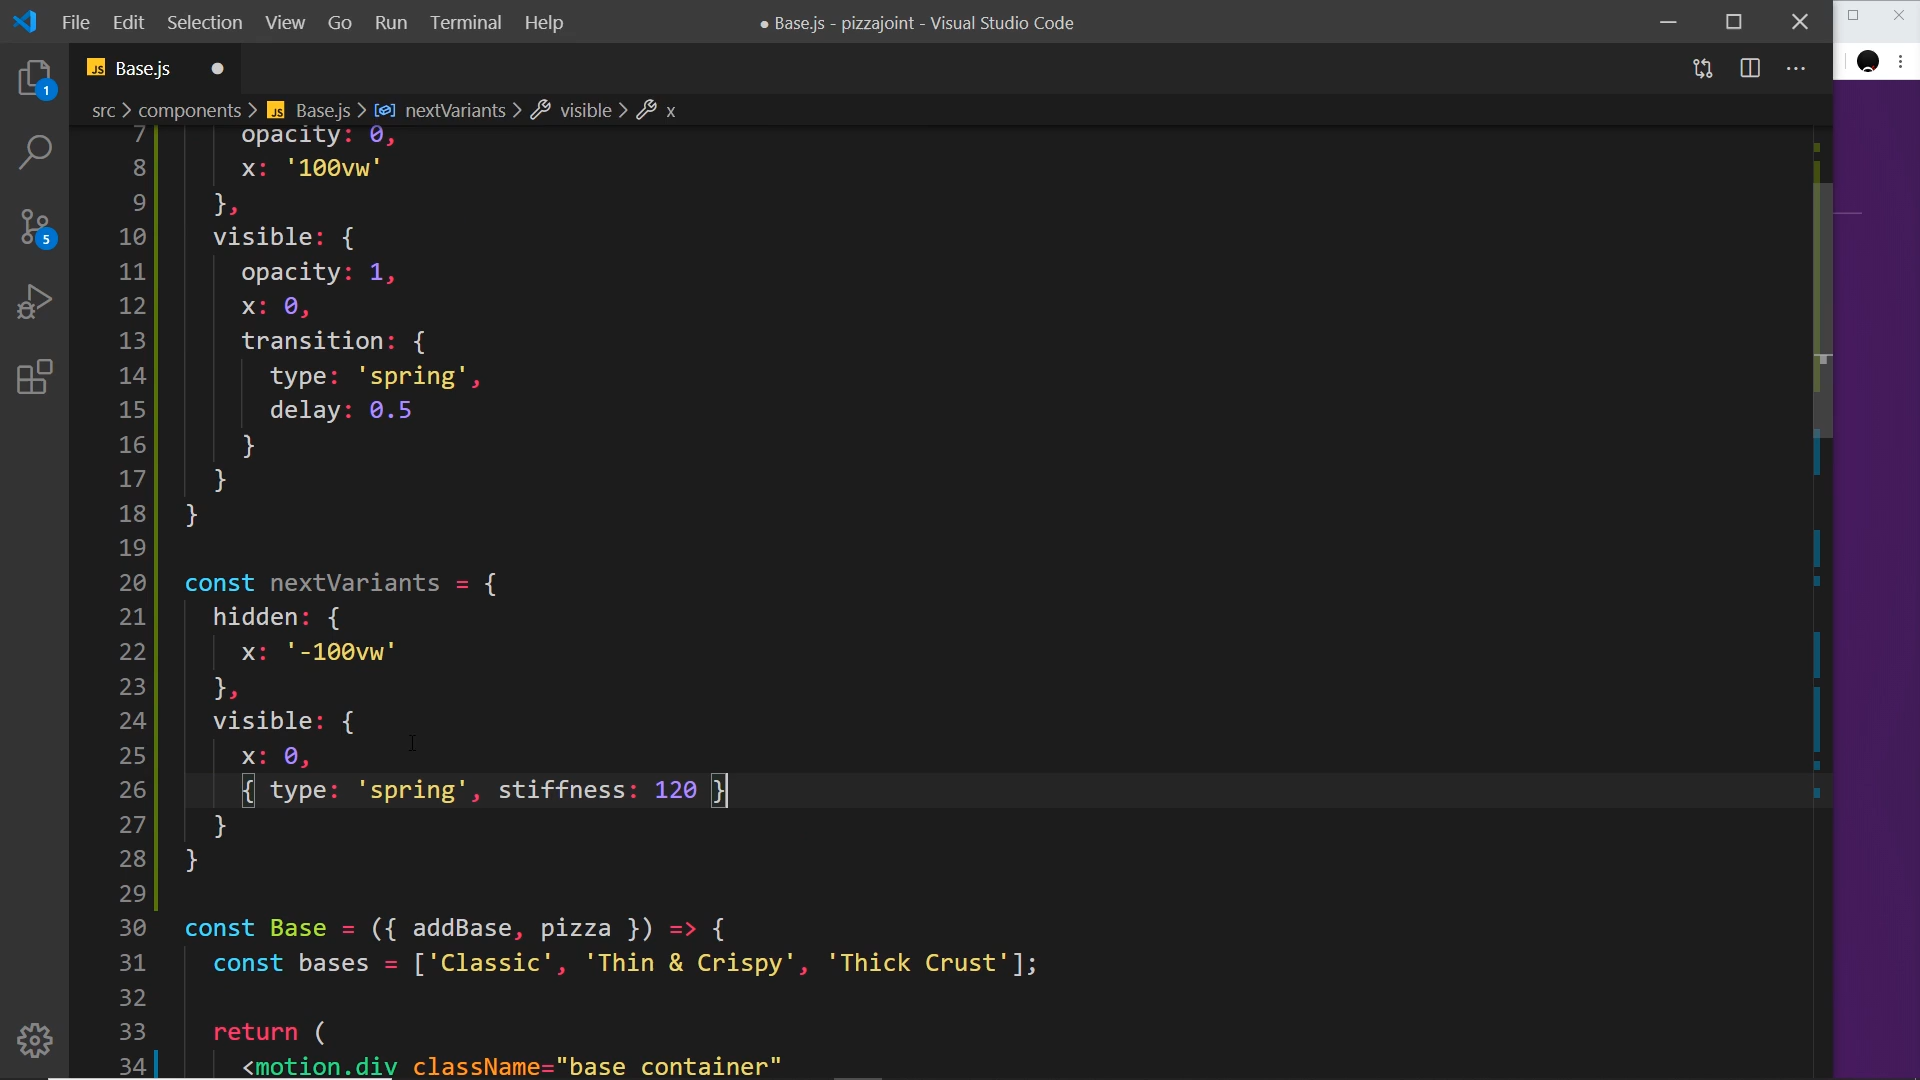 File Edit Selection View Go Run Terminal Help
● Base.js - pizzajoint - Visual Studio Code
JS Base.js ●
src > components > JS Base.js > nextVariants > visible > x
1
5
7 opacity: 0,
8 x: '100vw'
9 },
10 visible: {
11 opacity: 1,
12 x: 0,
13 transition: {
14 type: 'spring',
15 delay: 0.5
16 }
17 }
18 }
19
20 const nextVariants = {
21 hidden: {
22 x: '-100vw'
23 },
24 visible: {
25 x: 0,
26 { type: 'spring', stiffness: 120 }
27 }
28 }
29
30 const Base = ({ addBase, pizza }) => {
31 const bases = ['Classic', 'Thin & Crispy', 'Thick Crust'];
32
33 return (
34 <motion.div className="base container"